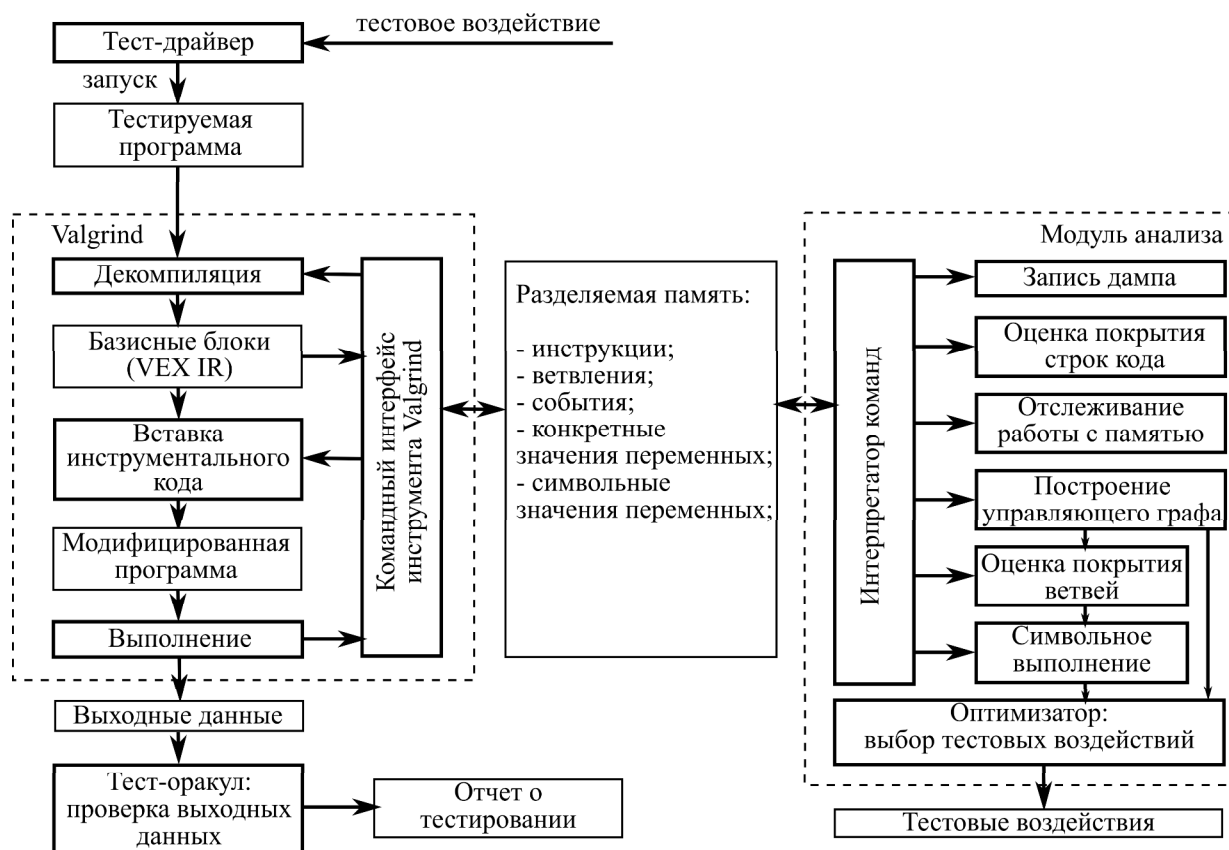 тестовое воздействие
Тест-драйвер
запуск
Тестируемая
программа
Valgrind
Декомпиляция
Базисные блоки
(VEX IR)
Вставка
инструментального
кода
Модифицированная
программа
Выполнение
Командный интерфейс
инструмента Valgrind
Выходные данные
Тест-оракул:
проверка выходных
данных
Отчет о
тестировании
Разделяемая память:
- инструкции;
- ветвления;
- события;
- конкретные
значения переменных;
- символьные
значения переменных;
Модуль анализа
Интерпретатор команд
Запись дампа
Оценка покрытия
строк кода
Отслеживание
работы с памятью
Построение
управляющего графа
Оценка покрытия
ветвей
Символьное
выполнение
Оптимизатор:
выбор тестовых воздействий
Тестовые воздействия